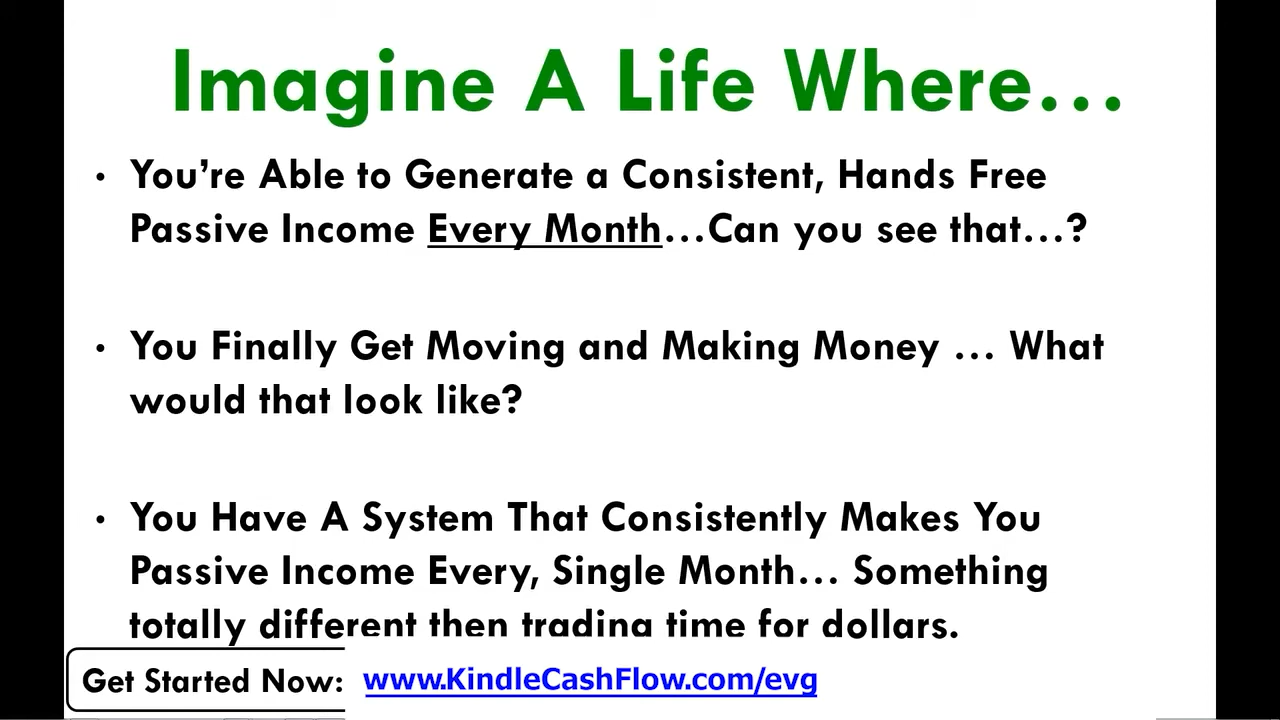 Imagine A Life Where...
• You're Able to Generate a Consistent, Hands Free
Passive Income Every Month...Can you see that...?
• You Finally Get Moving and Making Money ... What
would that look like?
• You Have A System That Consistently Makes You
Passive Income Every, Single Month... Something
totally different then trading time for dollars.
Get Started Now: www.KindleCashFlow.com/evg